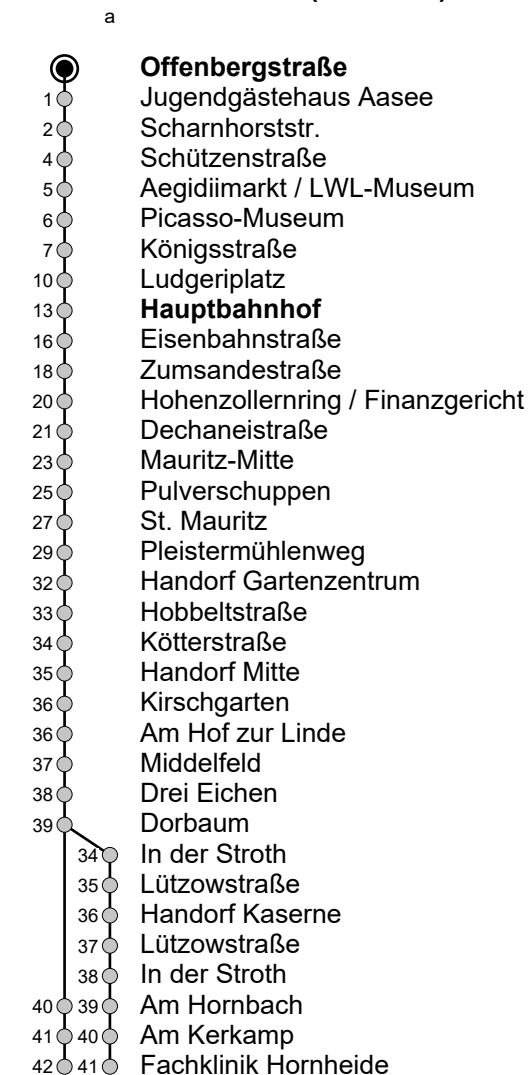 a
Offenbergstraße
1 Jugendgästehaus Aasee
2 Scharnhorststr.
4 Schützenstraße
5 Aegidiimarkt / LWL-Museum
6 Picasso-Museum
7 Königsstraße
10 Ludgeriplatz
13 Hauptbahnhof
16 Eisenbahnstraße
18 Zumsandestraße
20 Hohenzollernring / Finanzgericht
21 Dechaneistraße
23 Mauritz-Mitte
25 Pulverschuppen
27 St. Mauritz
29 Pleistermühlenweg
32 Handorf Gartenzentrum
33 Hobbeltstraße
34 Kötterstraße
35 Handorf Mitte
36 Kirschgarten
36 Am Hof zur Linde
37 Middelfeld
38 Drei Eichen
39 Dorbaum
34 In der Stroth
35 Lützowstraße
36 Handorf Kaserne
37 Lützowstraße
38 In der Stroth
40 39 Am Hornbach
41 40 Am Kerkamp
42 41 Fachklinik Hornheide